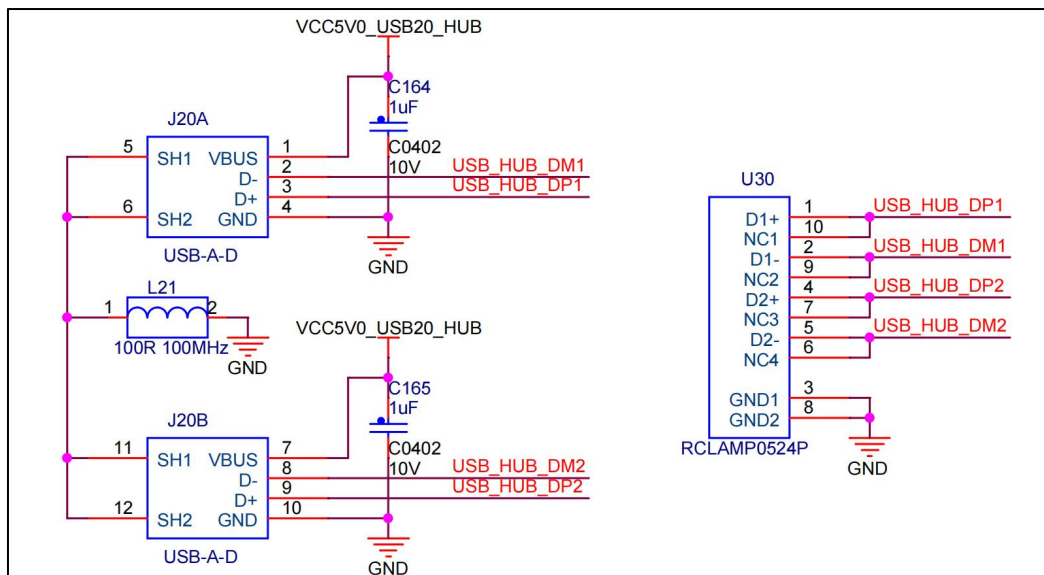 VCC5V0_USB20_HUB
C164
1uF
J20A
5 SH1 VBUS 1
D- 2
C0402
10V
USB_HUB_DM1
D+ 3
USB_HUB_DP1
6 SH2 GND 4
USB-A-D
GND
L21
1 2
100R 100MHz
GND
VCC5V0_USB20_HUB
C165
1uF
J20B
11 SH1 VBUS 7
D- 8
C0402
10V
USB_HUB_DM2
D+ 9
USB_HUB_DP2
12 SH2 GND 10
USB-A-D
GND
U30
D1+ 1 USB_HUB_DP1
NC1 10
D1- 2 USB_HUB_DM1
NC2 9
D2+ 4 USB_HUB_DP2
NC3 7
D2- 5 USB_HUB_DM2
NC4 6
GND1 3
GND2 8
RCLAMP0524P
GND